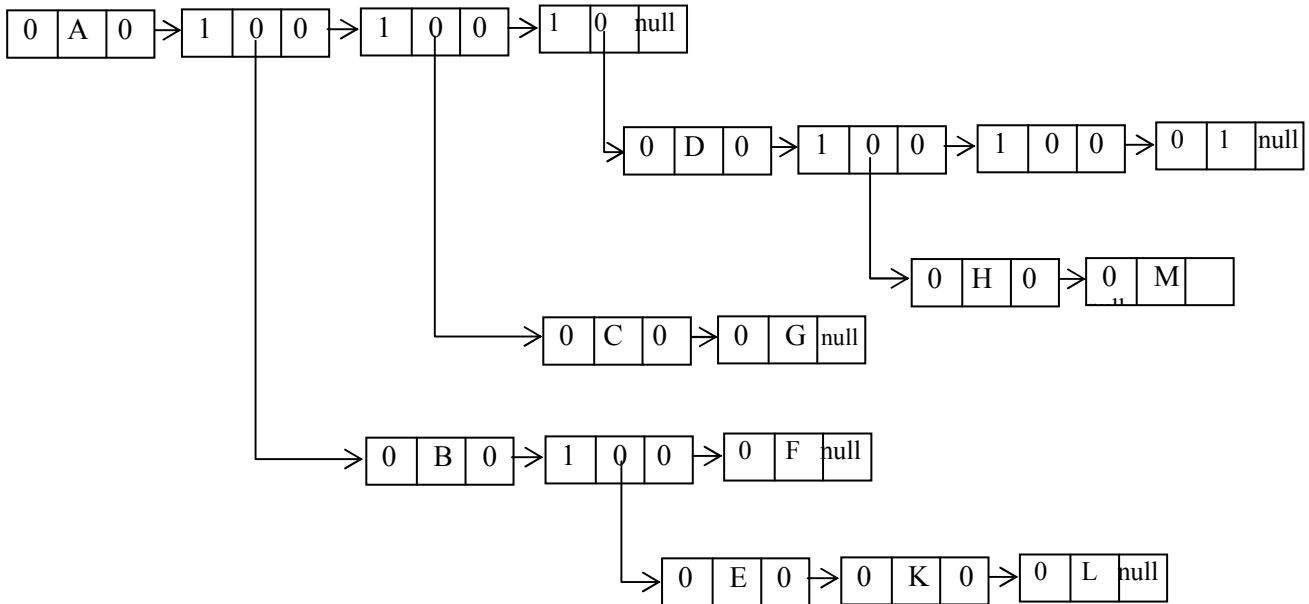 0 A 0 1 0 0 1 0 0 1 0 null
0 D 0 1 0 0 1 0 0 0 1 null
0 H 0 0 M
0 C 0 0 G null
0 B 0 1 0 0 0 F null
0 E 0 0 K 0 0 L null